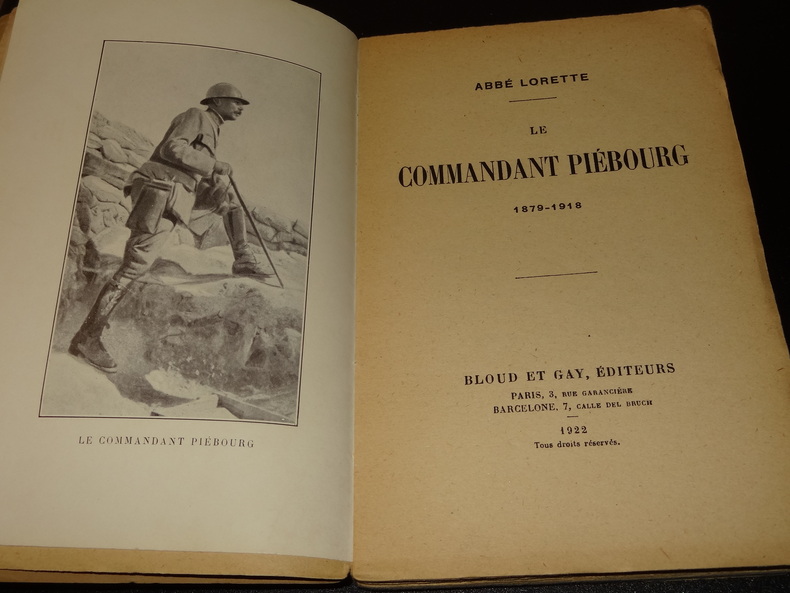 LE COMMANDANT PIÉBOURG
ABBÉ LORETTE
LE
COMMANDANT PIÉBOURG
1879-1918
BLOUD ET GAY, ÉDITEURS
PARIS, 3, RUE GARANCIÈRE
BARCELONE, 7, CALLE DEL BRUCH
1922
Tous droits réservés.